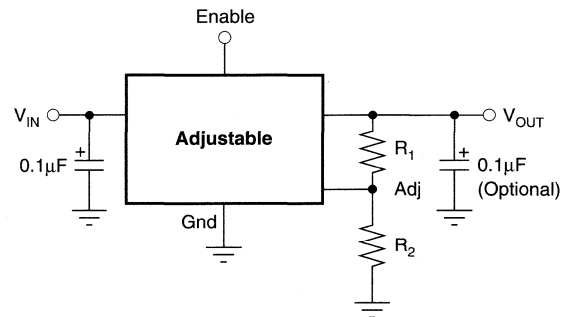 Enable
V_IN
Adjustable
V_OUT
0.1μF
R_1
0.1μF
(Optional)
Adj
Gnd
R_2